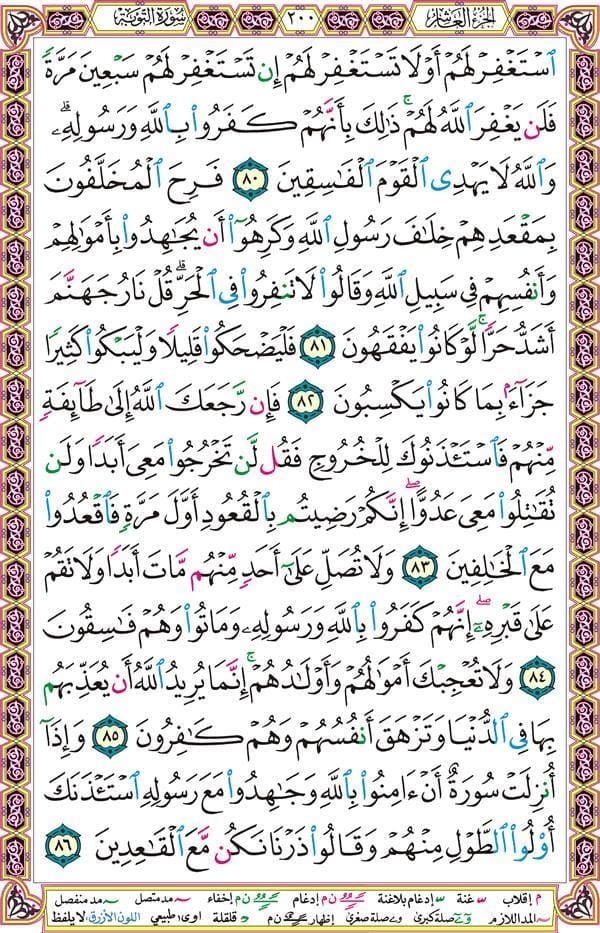 الجزء العاشر ٢٠٠ سورة التوبة
ٱسۡتَغۡفِرۡ لَهُمۡ أَوۡ لَا تَسۡتَغۡفِرۡ لَهُمۡ إِن تَسۡتَغۡفِرۡ لَهُمۡ سَبۡعِينَ مَرَّةٗ
فَلَن يَغۡفِرَ ٱللَّهُ لَهُمۡۚ ذَٰلِكَ بِأَنَّهُمۡ كَفَرُواْ بِٱللَّهِ وَرَسُولِهِۦۗ
وَٱللَّهُ لَا يَهۡدِي ٱلۡقَوۡمَ ٱلۡفَٰسِقِينَ ٨٠ فَرِحَ ٱلۡمُخَلَّفُونَ
بِمَقۡعَدِهِمۡ خِلَٰفَ رَسُولِ ٱللَّهِ وَكَرِهُوٓاْ أَن يُجَٰهِدُواْ بِأَمۡوَٰلِهِمۡ
وَأَنفُسِهِمۡ فِي سَبِيلِ ٱللَّهِ وَقَالُواْ لَا تَنفِرُواْ فِي ٱلۡحَرِّۗ قُلۡ نَارُ جَهَنَّمَ
أَشَدُّ حَرّٗاۚ لَّوۡ كَانُواْ يَفۡقَهُونَ ٨١ فَلۡيَضۡحَكُواْ قَلِيلٗا وَلۡيَبۡكُواْ كَثِيرٗا
جَزَآءَۢ بِمَا كَانُواْ يَكۡسِبُونَ ٨٢ فَإِن رَّجَعَكَ ٱللَّهُ إِلَىٰ طَآئِفَةٖ
مِّنۡهُمۡ فَٱسۡتَـٔۡذَنُوكَ لِلۡخُرُوجِ فَقُل لَّن تَخۡرُجُواْ مَعِيَ أَبَدٗا وَلَن
تُقَٰتِلُواْ مَعِيَ عَدُوًّاۖ إِنَّكُمۡ رَضِيتُم بِٱلۡقُعُودِ أَوَّلَ مَرَّةٖ فَٱقۡعُدُواْ
مَعَ ٱلۡخَٰلِفِينَ ٨٣ وَلَا تُصَلِّ عَلَىٰٓ أَحَدٖ مِّنۡهُم مَّاتَ أَبَدٗا وَلَا تَقُمۡ
عَلَىٰ قَبۡرِهِۦٓۖ إِنَّهُمۡ كَفَرُواْ بِٱللَّهِ وَرَسُولِهِۦ وَمَاتُواْ وَهُمۡ فَٰسِقُونَ
٨٤ وَلَا تُعۡجِبۡكَ أَمۡوَٰلُهُمۡ وَأَوۡلَٰدُهُمۡۚ إِنَّمَا يُرِيدُ ٱللَّهُ أَن يُعَذِّبَهُم
بِهَا فِي ٱلدُّنۡيَا وَتَزۡهَقَ أَنفُسُهُمۡ وَهُمۡ كَٰفِرُونَ ٨٥ وَإِذَآ
أُنزِلَتۡ سُورَةٌ أَنۡ ءَامِنُواْ بِٱللَّهِ وَجَٰهِدُواْ مَعَ رَسُولِهِ ٱسۡتَـٔۡذَنَكَ
أُوْلُواْ ٱلطَّوۡلِ مِنۡهُمۡ وَقَالُواْ ذَرۡنَا نَكُن مَّعَ ٱلۡقَٰعِدِينَ ٨٦
م إقلاب غنة إدغام بلاغنة ن م إدغام ن م إخفاء مد متصل مد منفصل
المد اللازم صلة كبرى صلة صغرى إظهار ن م قلقلة اوى طبيعي اللون الأزرق لا يلفظ